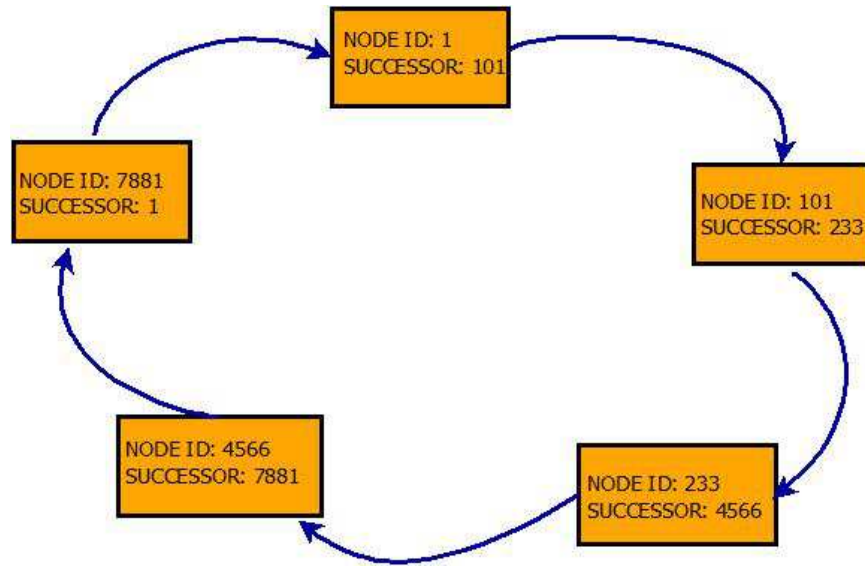 NODE ID: 1
SUCCESSOR: 101
NODE ID: 7881
SUCCESSOR: 1
NODE ID: 101
SUCCESSOR: 233
NODE ID: 4566
SUCCESSOR: 7881
NODE ID: 233
SUCCESSOR: 4566